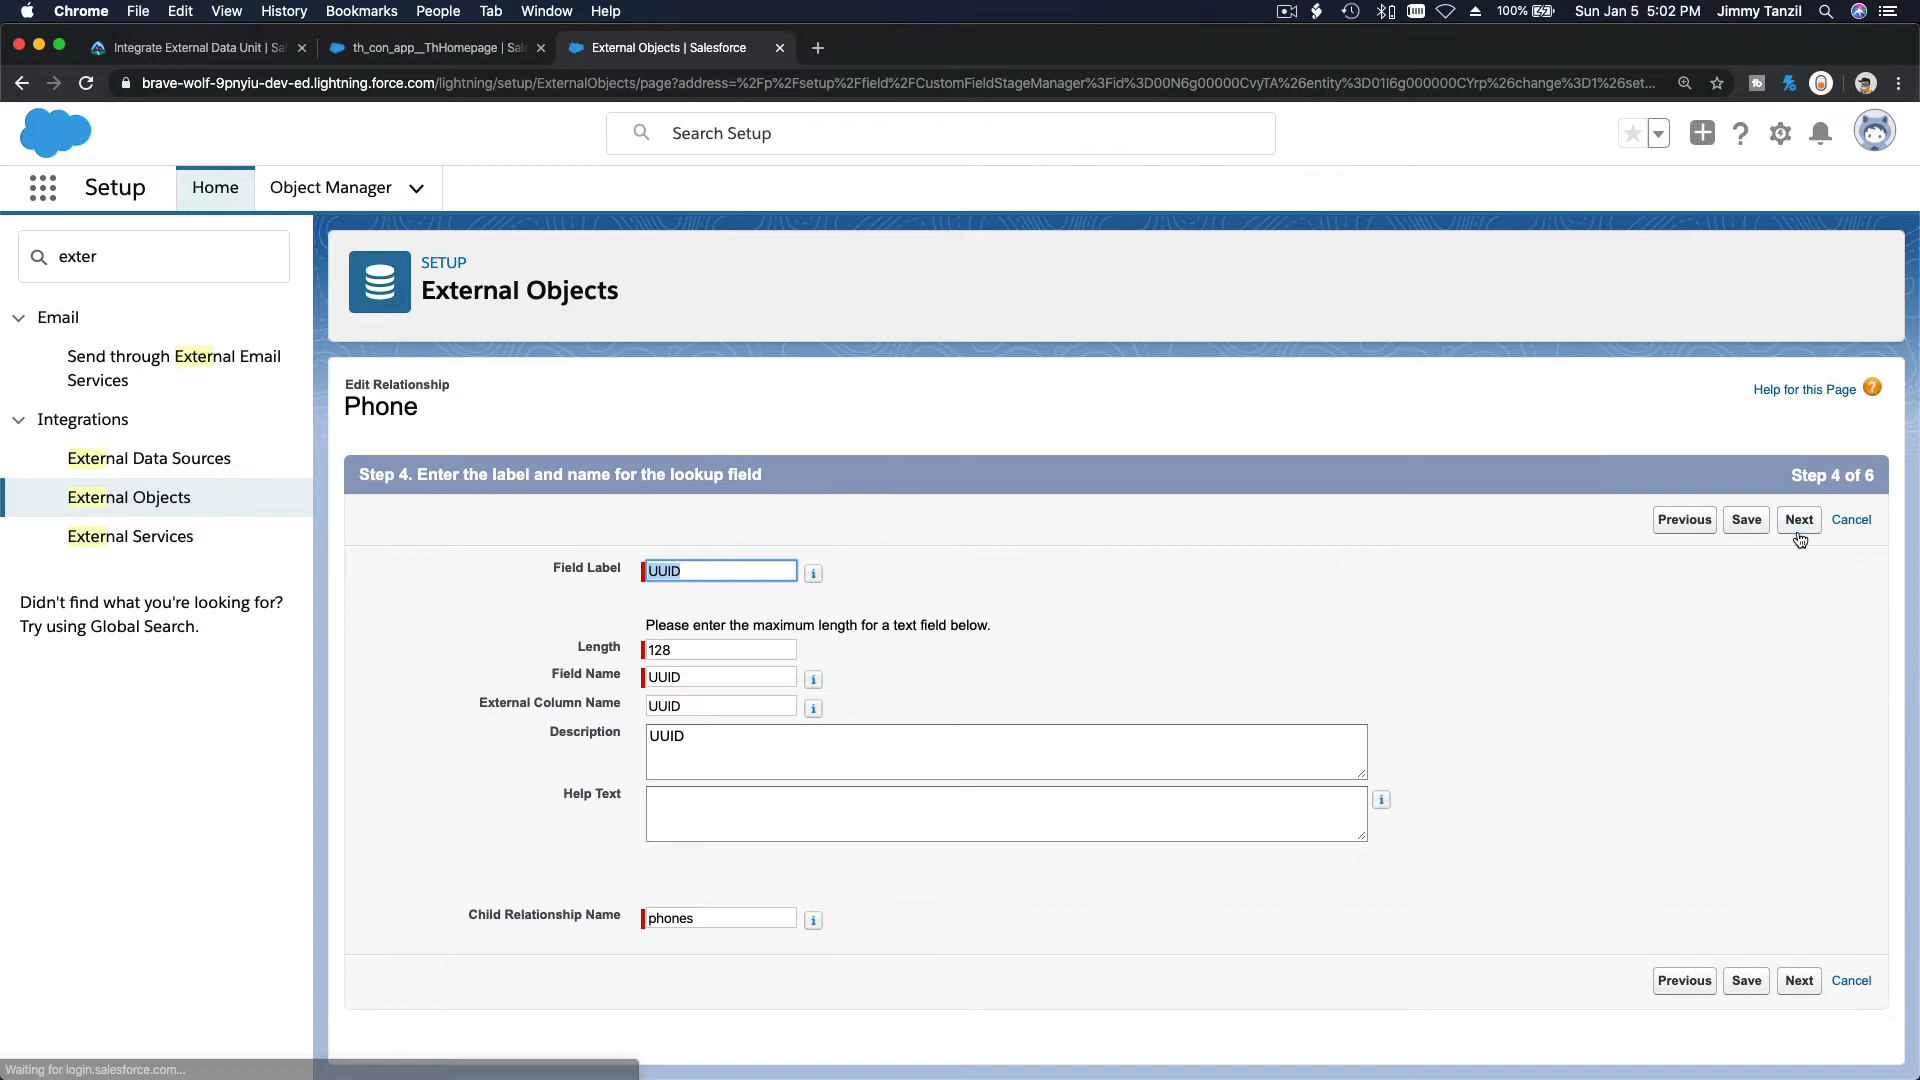 Chrome File Edit View History Bookmarks People Tab Window Help 100% Sun Jan 5 5:02 PM Jimmy Tanzil
Integrate External Data Unit | Sa
th_con_app__ThHomepage | Sal
External Objects | Salesforce
brave-wolf-9pnyiu-dev-ed.lightning.force.com/lightning/setup/ExternalObjects/page?address=%2Fp%2Fsetup%2Ffield%2FCustomFieldStageManager%3Fid%3D00N6g00000CvyTA%26entity%3D01I6g000000CYrp%26change%3D1%26set...
Search Setup
Setup Home Object Manager
exter
Email
Send through External Email
Services
Integrations
External Data Sources
External Objects
External Services
Didn't find what you're looking for?
Try using Global Search.
SETUP
External Objects
Edit Relationship
Phone
Help for this Page ?
Step 4. Enter the label and name for the lookup field Step 4 of 6
Previous Save Next Cancel
Field Label UUID i
Please enter the maximum length for a text field below.
Length 128
Field Name UUID i
External Column Name UUID i
Description UUID
Help Text i
Child Relationship Name phones i
Previous Save Next Cancel
Waiting for login.salesforce.com...